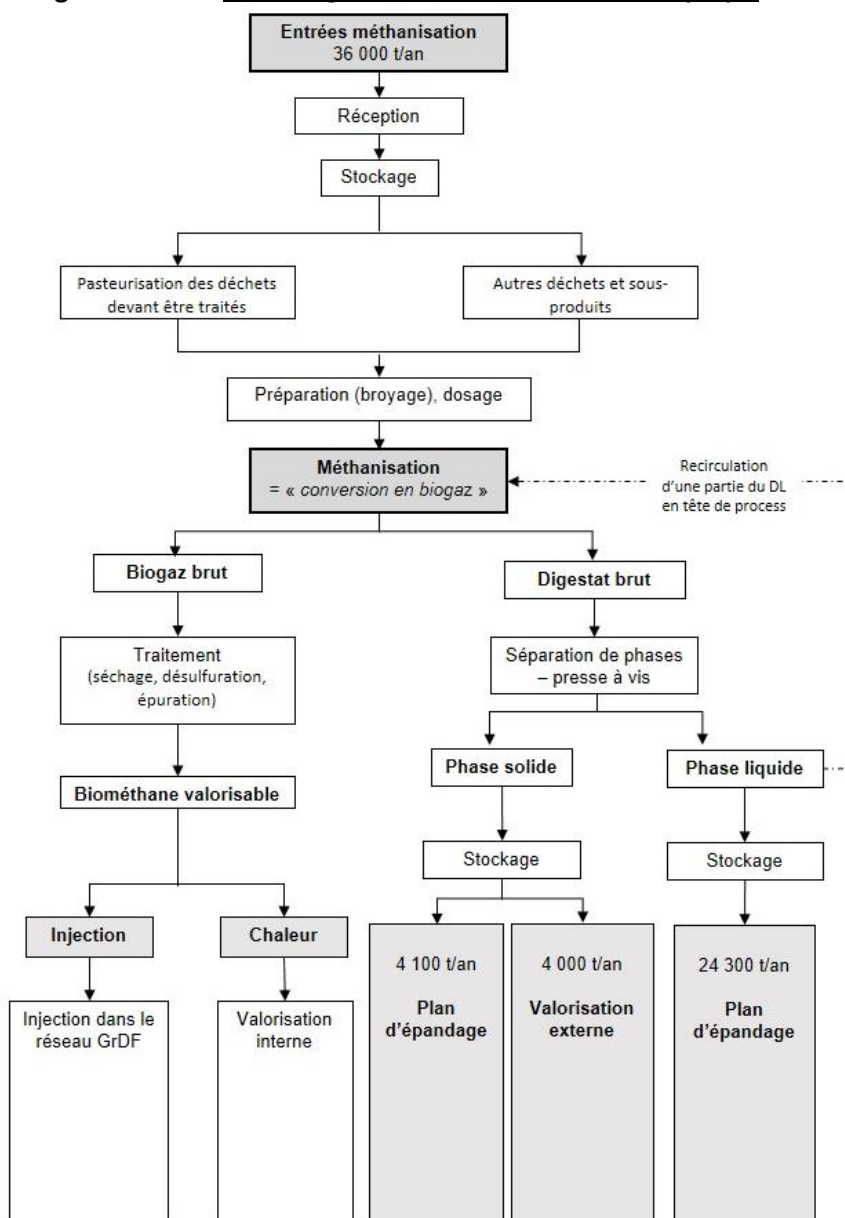 Entrées méthanisation
36 000 t/an
Réception
Stockage
Pasteurisation des déchets
devant être traités
Autres déchets et sous-
produits
Préparation (broyage), dosage
Méthanisation
= « conversion en biogaz »
Recirculation
d'une partie du DL
en tête de process
Biogaz brut
Digestat brut
Traitement
(séchage, désulfuration,
épuration)
Séparation de phases
– presse à vis
Phase solide
Phase liquide
Biométhane valorisable
Stockage
Stockage
Injection
Chaleur
4 100 t/an
Plan
d'épandage
4 000 t/an
Valorisation
externe
24 300 t/an
Plan
d'épandage
Injection dans le
réseau GrDF
Valorisation
interne